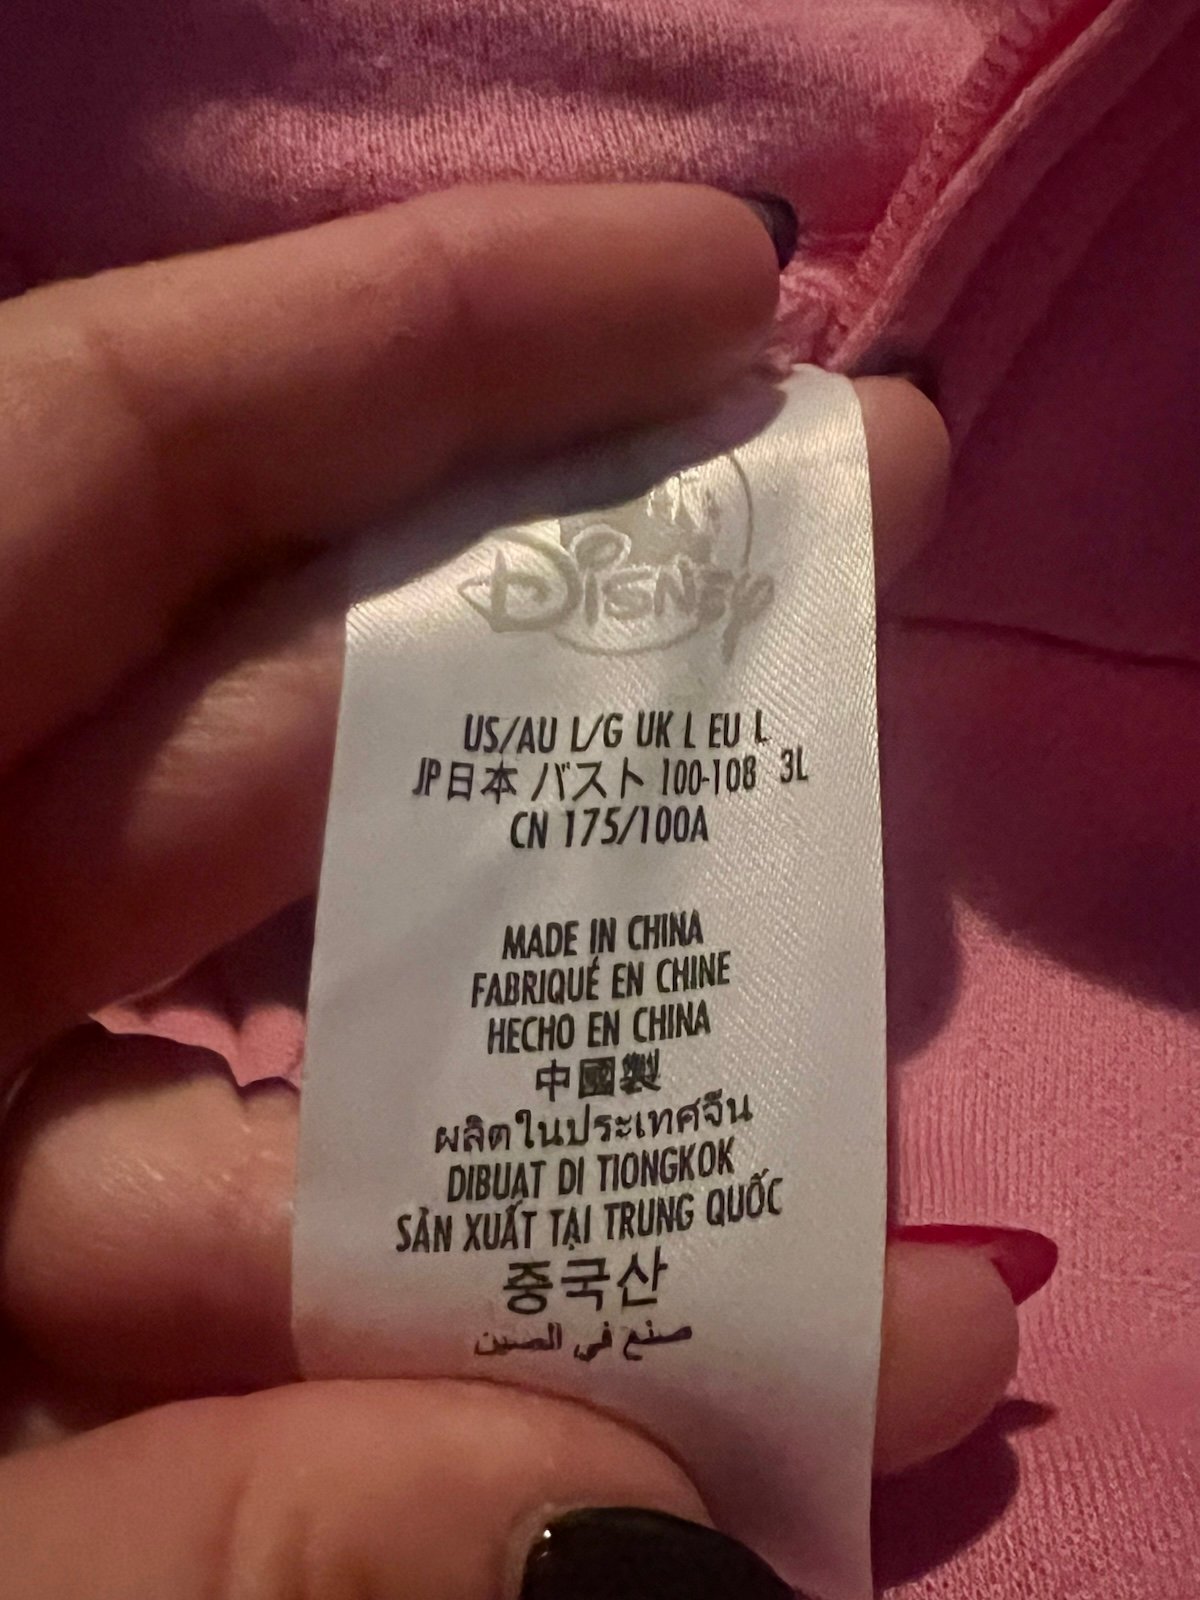 Disney
US/AU L/G UK L EU L
JP日本 バスト 100-108 3L
CN 175/100A
MADE IN CHINA
FABRIQUÉ EN CHINE
HECHO EN CHINA
中國製
ผลิตในประเทศจีน
DIBUAT DI TIONGKOK
SẢN XUẤT TẠI TRUNG QUỐC
중국산
صنع في الصين